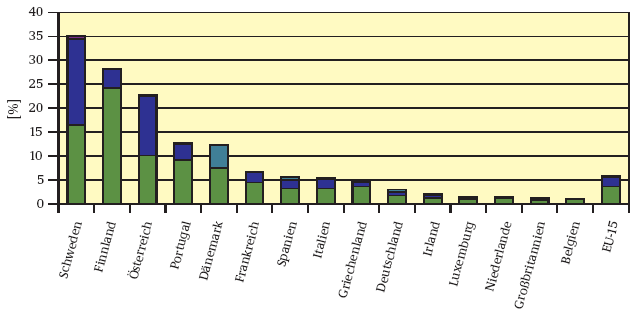 40
35
30
25
20
15
10
5
0
[%]
Schweden
Finnland
Österreich
Portugal
Dänemark
Frankreich
Spanien
Italien
Griechenland
Deutschland
Irland
Luxemburg
Niederlande
Großbritannien
Belgien
EU-15